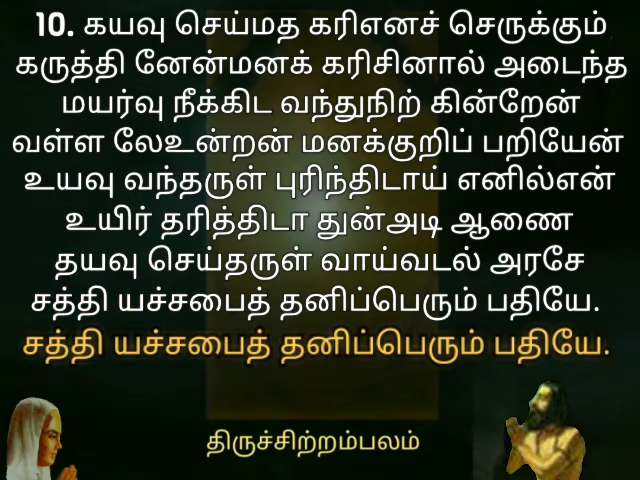 10. கயவு செய்மத கரிஎனச் செருக்கும்
கருத்தி னேன்மனக் கரிசினால் அடைந்த
மயர்வு நீக்கிட வந்துநிற் கின்றேன்
வள்ள லேஉன்றன் மனக்குறிப் பறியேன்
உயவு வந்தருள் புரிந்திடாய் எனில்என்
உயிர் தரித்திடா துன்அடி ஆணை
தயவு செய்தருள் வாய்வடல் அரசே
சத்தி யச்சபைத் தனிப்பெரும் பதியே.
சத்தி யச்சபைத் தனிப்பெரும் பதியே.
திருச்சிற்றம்பலம்